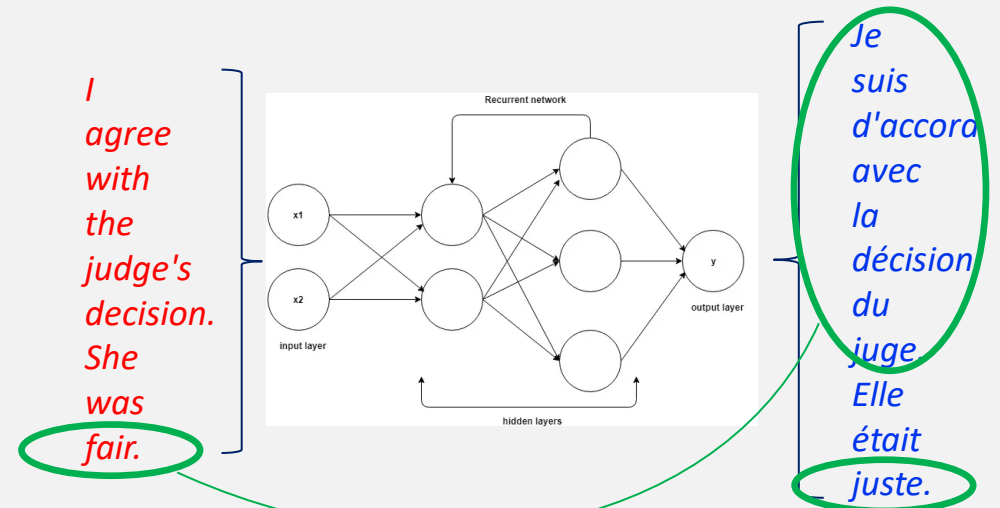 I
agree
with
the
judge's
decision.
She
was
fair.
Recurrent network
x1
x2
input layer
y
output layer
hidden layers
Je
suis
d'accord
avec
la
décision
du
juge.
Elle
était
juste.